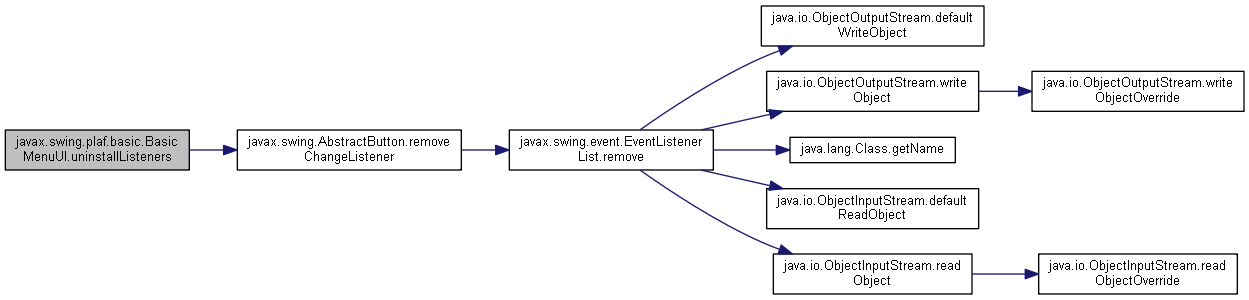 javax.swing.plaf.basic.Basic
MenuUI.uninstallListeners
javax.swing.AbstractButton.remove
ChangeListener
javax.swing.event.EventListener
List.remove
java.io.ObjectOutputStream.default
WriteObject
java.io.ObjectOutputStream.write
Object
java.io.ObjectOutputStream.write
ObjectOverride
java.lang.Class.getName
java.io.ObjectInputStream.default
ReadObject
java.io.ObjectInputStream.read
Object
java.io.ObjectInputStream.read
ObjectOverride